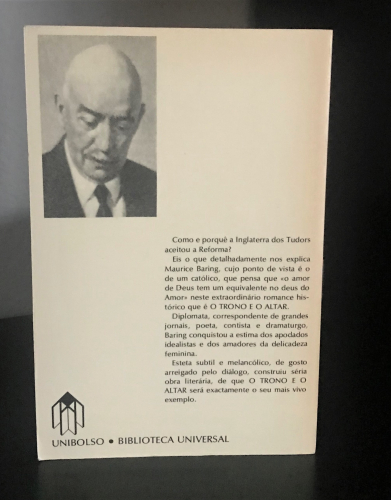 Como e porquê a Inglaterra dos Tudors
aceitou a Reforma?
Eis o que detalhadamente nos explica
Maurice Baring, cujo ponto de vista é o
de um católico, que pensa que «o amor
de Deus tem um equivalente no deus do
Amor» neste extraordinário romance his-
tórico que é O TRONO E O ALTAR.
Diplomata, correspondente de grandes
jornais, poeta, contista e dramaturgo,
Baring conquistou a estima dos apodados
idealistas e dos amadores da delicadeza
feminina.
Esteta subtil e melancólico, de gosto
arreigado pelo diálogo, construiu séria
obra literária, de que O TRONO E O
ALTAR será exactamente o seu mais vivo
exemplo.
UNIBOLSO • BIBLIOTECA UNIVERSAL